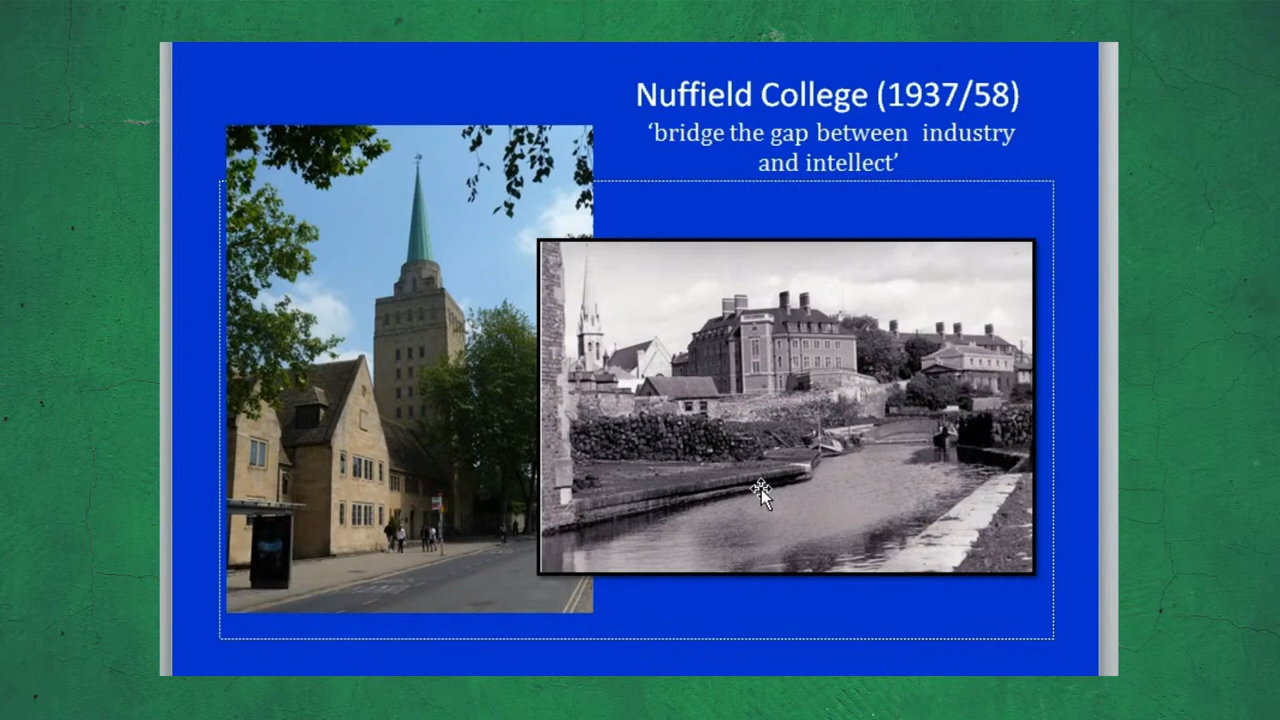 Nuffield College (1937/58)
‘bridge the gap between industry
and intellect’